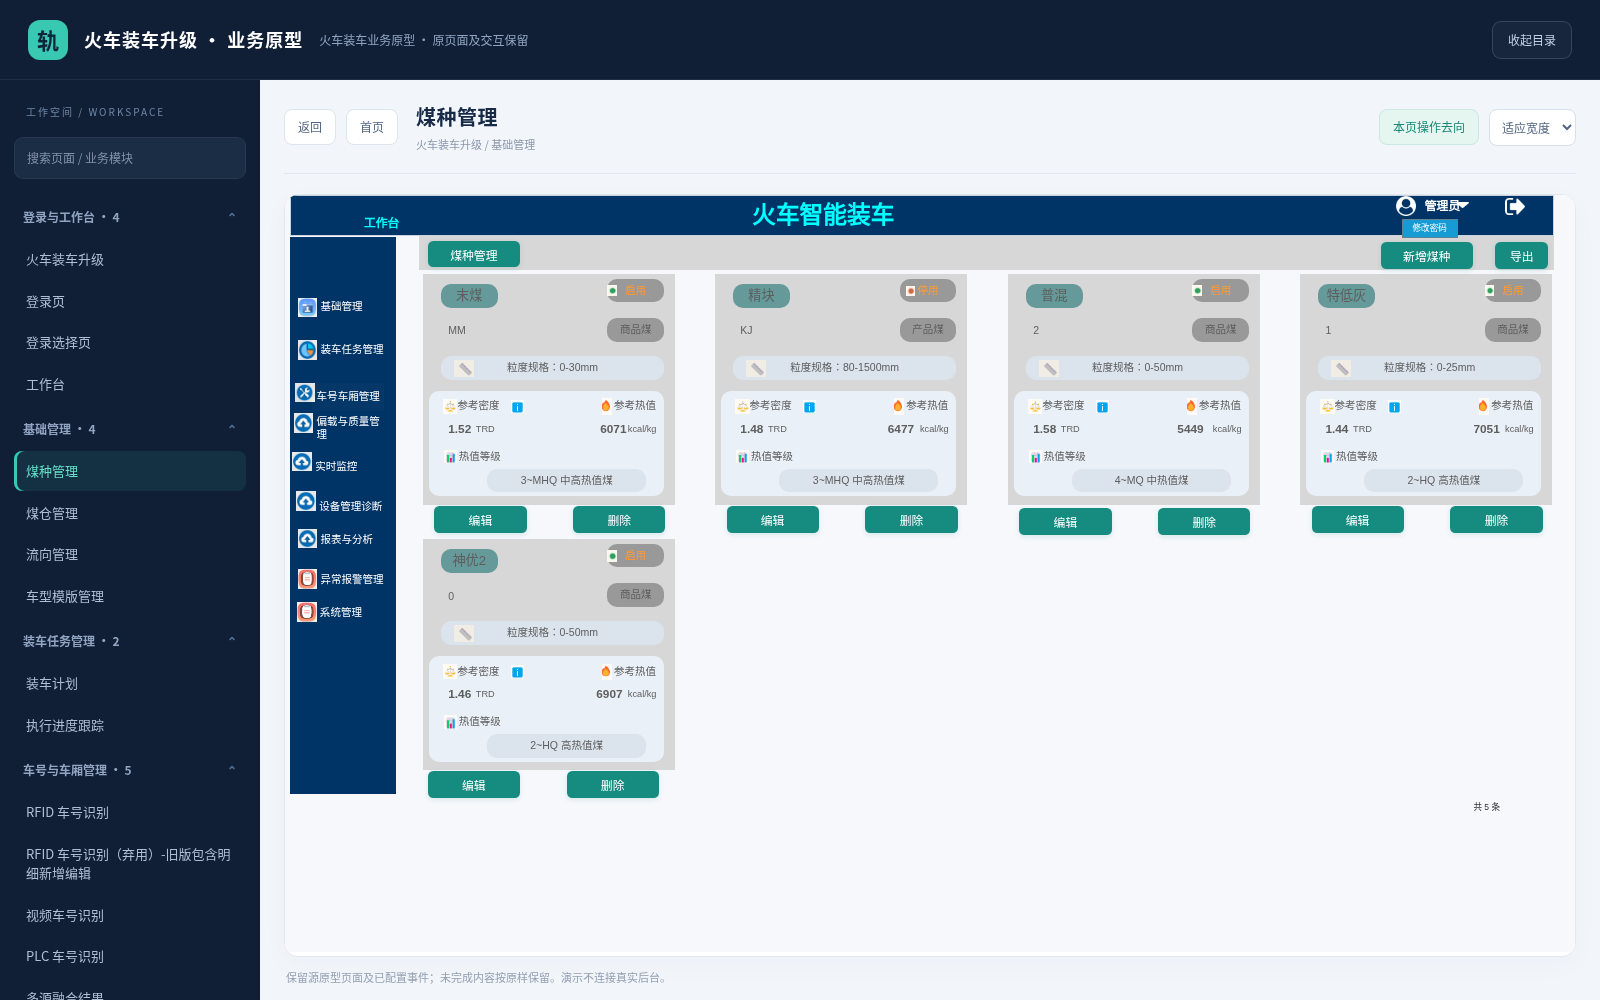 轨 火车装车升级 • 业务原型 火车装车业务原型 • 原页面及交互保留 收起目录
工作空间 / WORKSPACE
搜索页面 / 业务模块
登录与工作台 • 4
火车装车升级
登录页
登录选择页
工作台
基础管理 • 4
煤种管理
煤仓管理
流向管理
车型模版管理
装车任务管理 • 2
装车计划
执行进度跟踪
车号与车厢管理 • 5
RFID 车号识别
RFID 车号识别（弃用）-旧版包含明
细新增编辑
视频车号识别
PLC 车号识别
多源融合结果
返回 首页 煤种管理 本页操作去向 适应宽度
火车装车升级 / 基础管理
工作台 火车智能装车 管理员
修改密码
煤种管理 新增煤种 导出
基础管理
装车任务管理
车号车厢管理
偏载与质量管
理
实时监控
设备管理诊断
报表与分析
异常报警管理
系统管理
末煤 启用
MM 商品煤
粒度规格：0-30mm
参考密度 i 参考热值
1.52 TRD 6071 kcal/kg
热值等级
3~MHQ 中高热值煤
编辑 删除
精块 停用
KJ 产品煤
粒度规格：80-1500mm
参考密度 i 参考热值
1.48 TRD 6477 kcal/kg
热值等级
3~MHQ 中高热值煤
编辑 删除
普混 启用
2 商品煤
粒度规格：0-50mm
参考密度 i 参考热值
1.58 TRD 5449 kcal/kg
热值等级
4~MQ 中热值煤
编辑 删除
特低灰 启用
1 商品煤
粒度规格：0-25mm
参考密度 i 参考热值
1.44 TRD 7051 kcal/kg
热值等级
2~HQ 高热值煤
编辑 删除
神优2 启用
0 商品煤
粒度规格：0-50mm
参考密度 i 参考热值
1.46 TRD 6907 kcal/kg
热值等级
2~HQ 高热值煤
编辑 删除
共 5 条
保留源原型页面及已配置事件；未完成内容按原样保留。演示不连接真实后台。